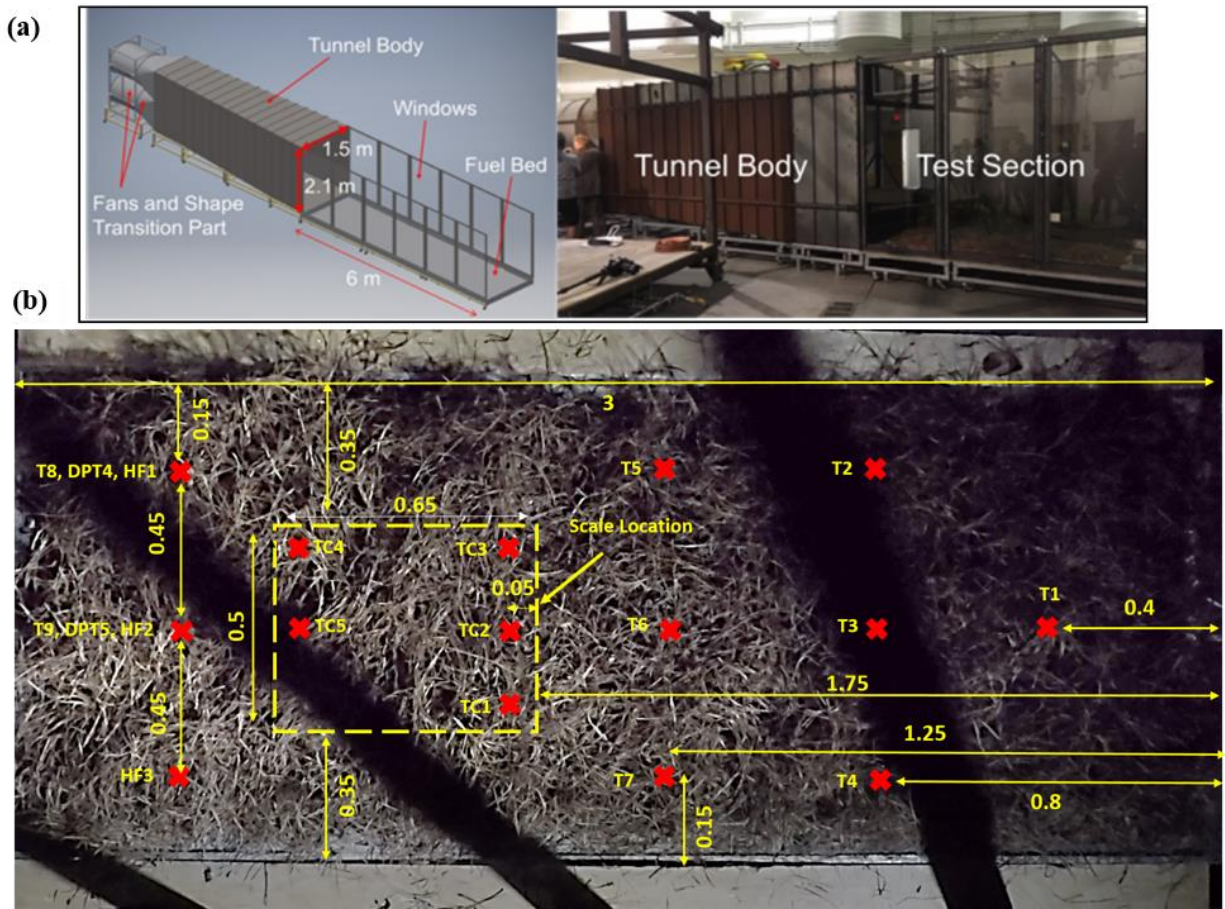 (a)
Tunnel Body
Windows
1.5 m
Fuel Bed
2.1 m
Fans and Shape
Transition Part
6 m
Tunnel Body
Test Section
(b)
3
0.15
0.35
T8, DPT4, HF1
T5
T2
0.65
Scale Location
0.45
TC4
TC3
0.05
T1
0.4
T9, DPT5, HF2
0.5
TC5
TC2
T6
T3
TC1
1.75
0.45
1.25
HF3
0.35
T7
0.15
T4
0.8